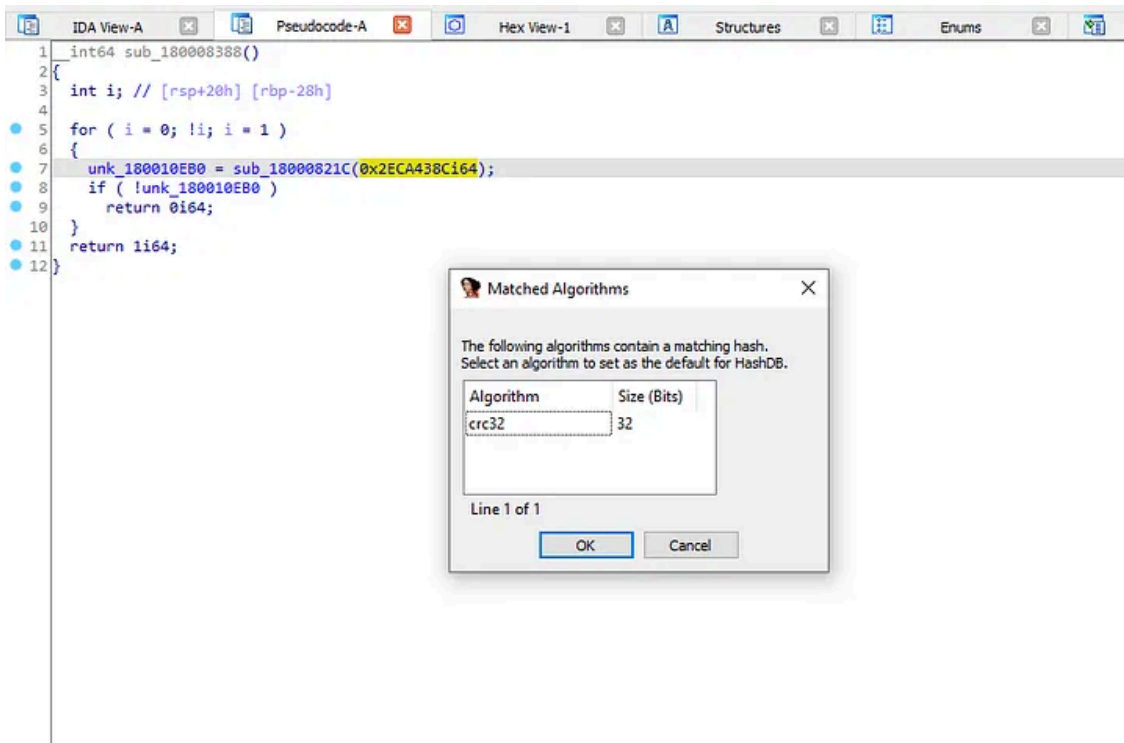 IDA View-A Pseudocode-A Hex View-1 Structures Enums
1 __int64 sub_180008388()
2 {
3 int i; // [rsp+20h] [rbp-28h]
4
5 for ( i = 0; !i; i = 1 )
6 {
7 unk_180010EB0 = sub_18000821C(0x2ECA438Ci64);
8 if ( !unk_180010EB0 )
9 return 0i64;
10 }
11 return 1i64;
12 }
Matched Algorithms
The following algorithms contain a matching hash.
Select an algorithm to set as the default for HashDB.
Algorithm Size (Bits)
crc32 32
Line 1 of 1
OK Cancel